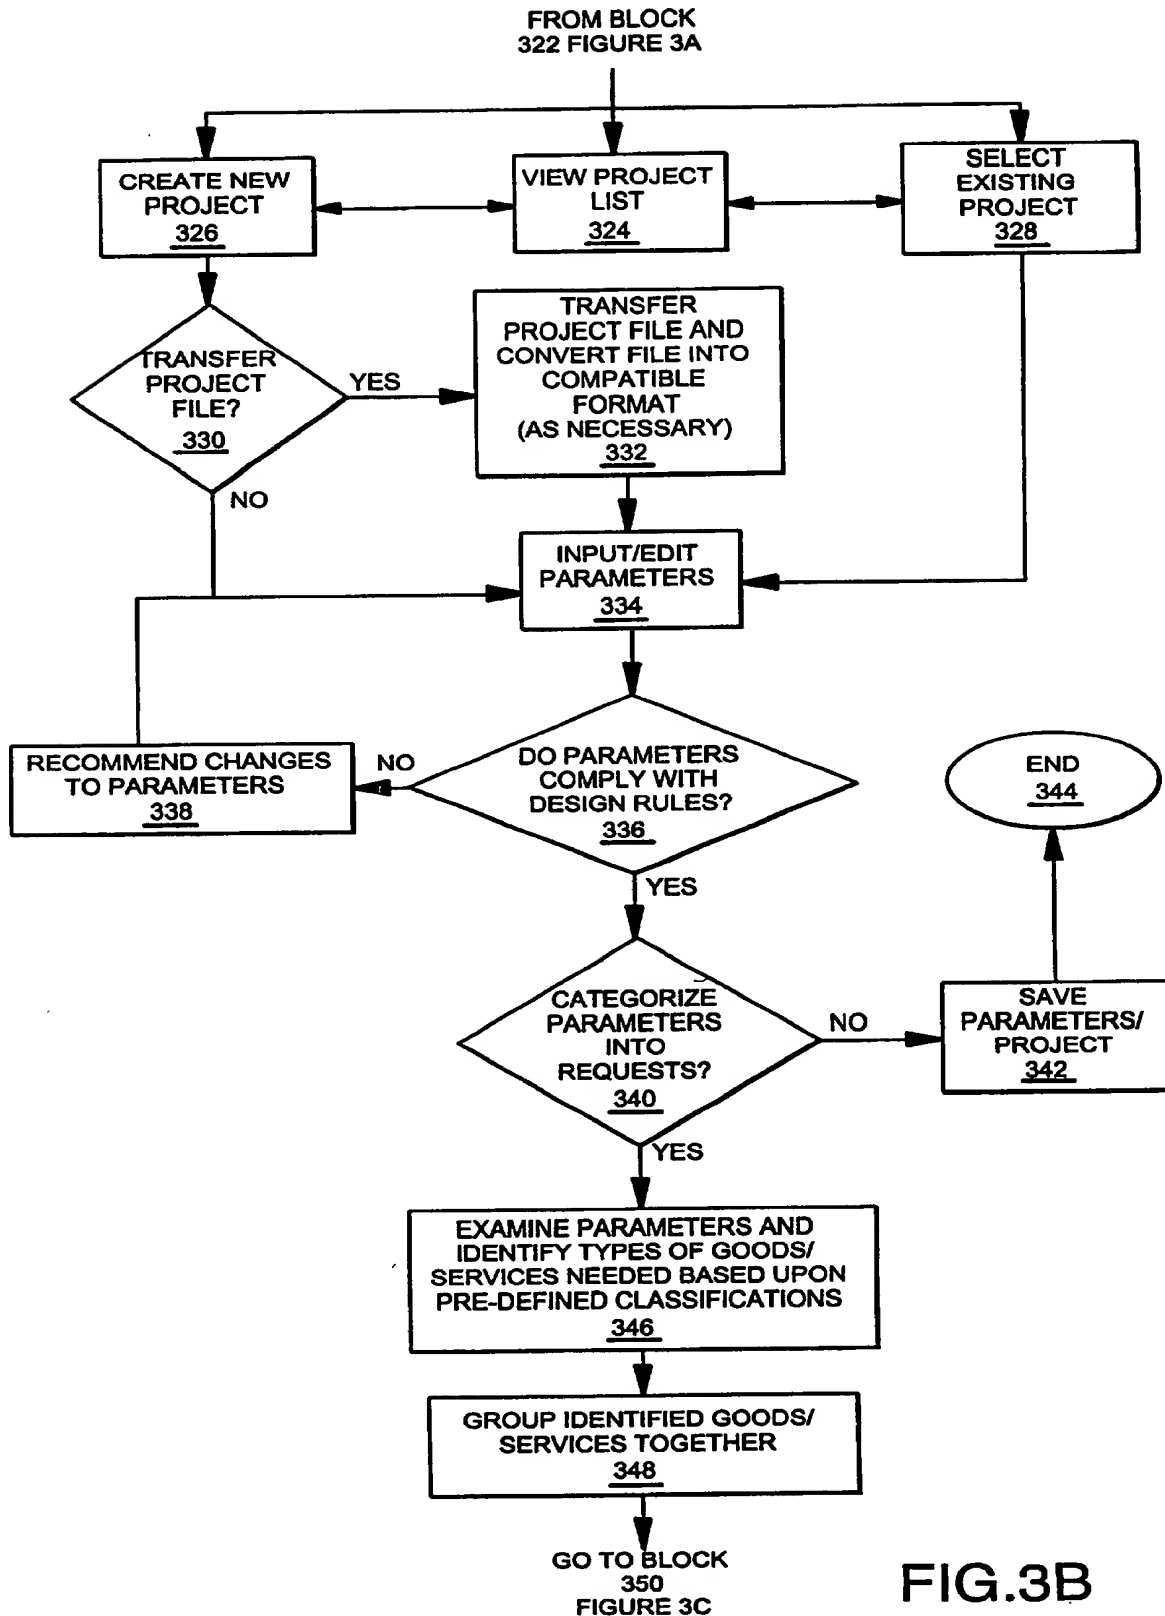 FROM BLOCK
322 FIGURE 3A
CREATE NEW
PROJECT
326
VIEW PROJECT
LIST
324
SELECT
EXISTING
PROJECT
328
TRANSFER
PROJECT
FILE?
330
YES
NO
TRANSFER
PROJECT FILE AND
CONVERT FILE INTO
COMPATIBLE
FORMAT
(AS NECESSARY)
332
INPUT/EDIT
PARAMETERS
334
RECOMMEND CHANGES
TO PARAMETERS
338
NO
DO PARAMETERS
COMPLY WITH
DESIGN RULES?
336
YES
END
344
CATEGORIZE
PARAMETERS
INTO
REQUESTS?
340
NO
YES
SAVE
PARAMETERS/
PROJECT
342
EXAMINE PARAMETERS AND
IDENTIFY TYPES OF GOODS/
SERVICES NEEDED BASED UPON
PRE-DEFINED CLASSIFICATIONS
346
GROUP IDENTIFIED GOODS/
SERVICES TOGETHER
348
GO TO BLOCK
350
FIGURE 3C
FIG.3B